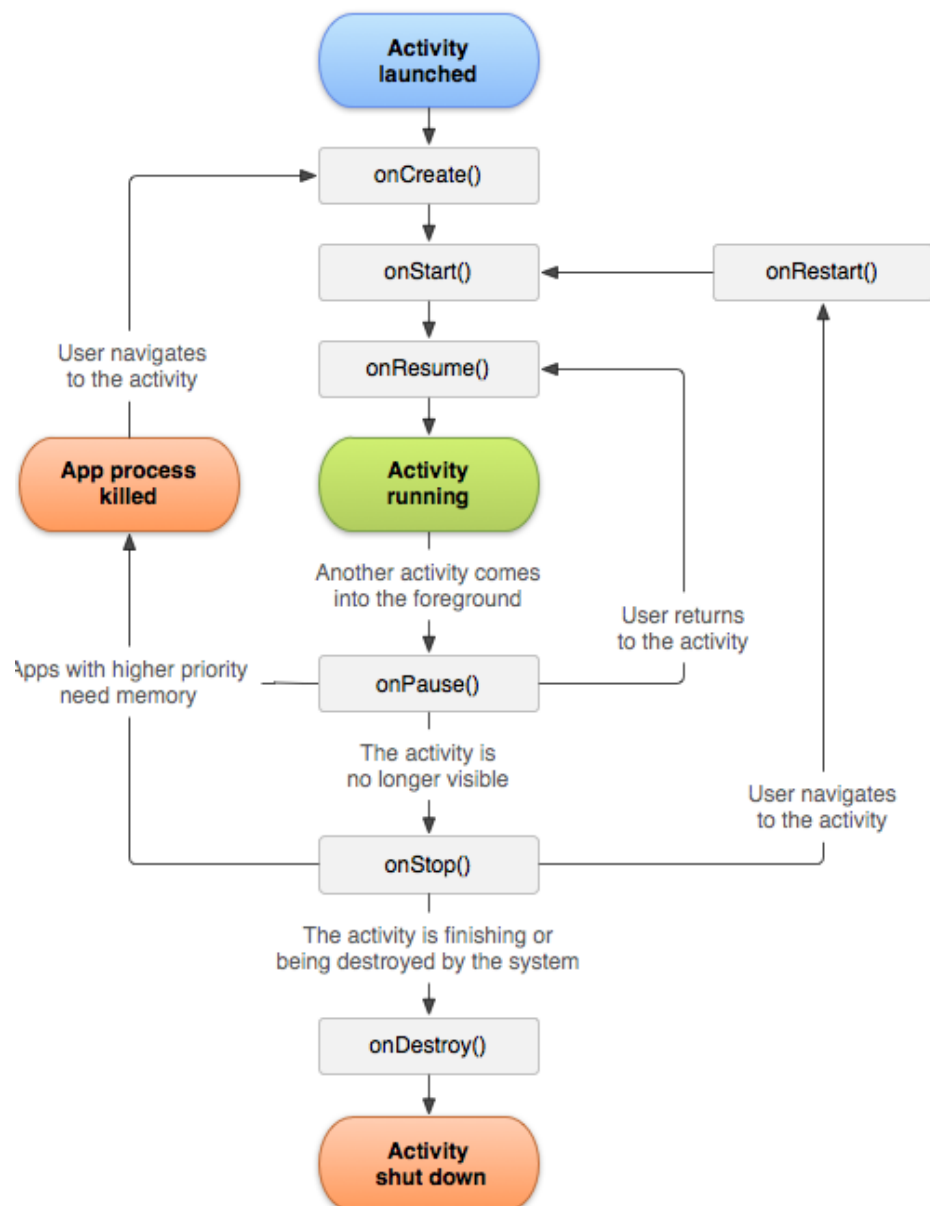 Activity
launched
onCreate()
onStart()
onRestart()
onResume()
User navigates
to the activity
App process
killed
Activity
running
Another activity comes
into the foreground
User returns
to the activity
Apps with higher priority
need memory
onPause()
The activity is
no longer visible
User navigates
to the activity
onStop()
The activity is finishing or
being destroyed by the system
onDestroy()
Activity
shut down